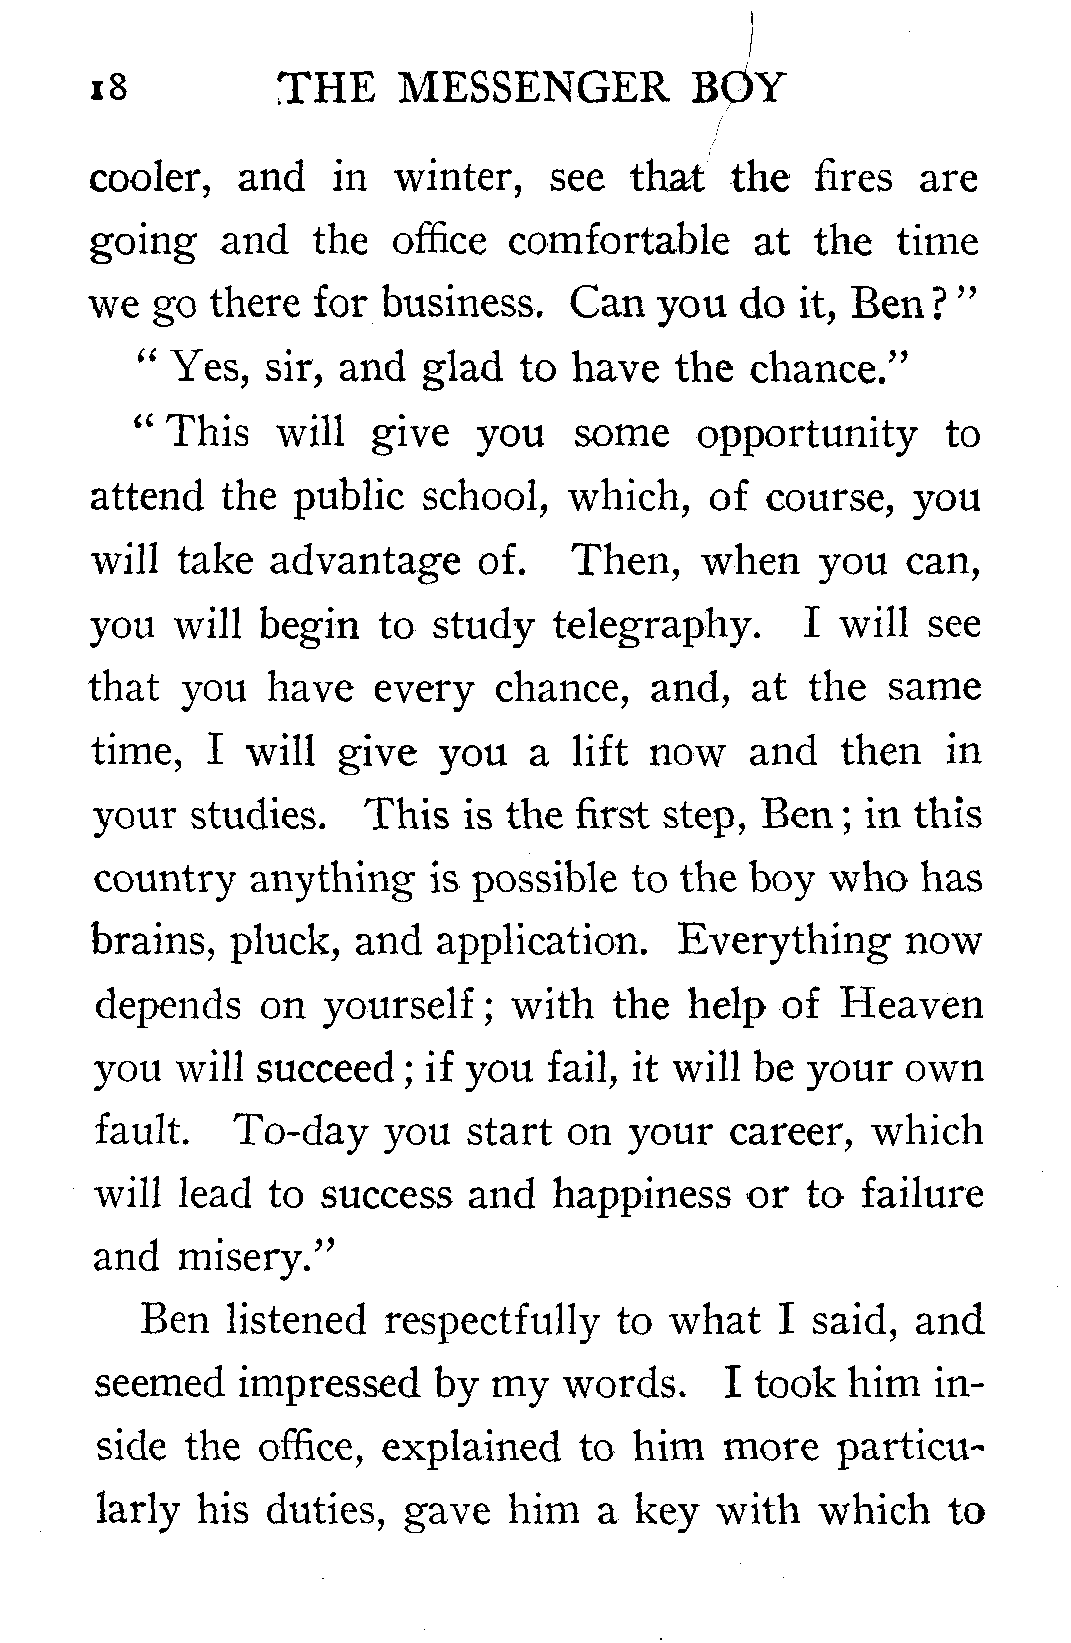 18 THE MESSENGER BOY
cooler, and in winter, see that the fires are
going and the office comfortable at the time
we go there for business. Can you do it, Ben?"
"Yes, sir, and glad to have the chance."
"This will give you some opportunity to
attend the public school, which, of course, you
will take advantage of. Then, when you can,
you will begin to study telegraphy. I will see
that you have every chance, and, at the same
time, I will give you a lift now and then in
your studies. This is the first step, Ben; in this
country anything is possible to the boy who has
brains, pluck, and application. Everything now
depends on yourself; with the help of Heaven
you will succeed; if you fail, it will be your own
fault. To-day you start on your career, which
will lead to success and happiness or to failure
and misery."
Ben listened respectfully to what I said, and
seemed impressed by my words. I took him in-
side the office, explained to him more particu-
larly his duties, gave him a key with which to